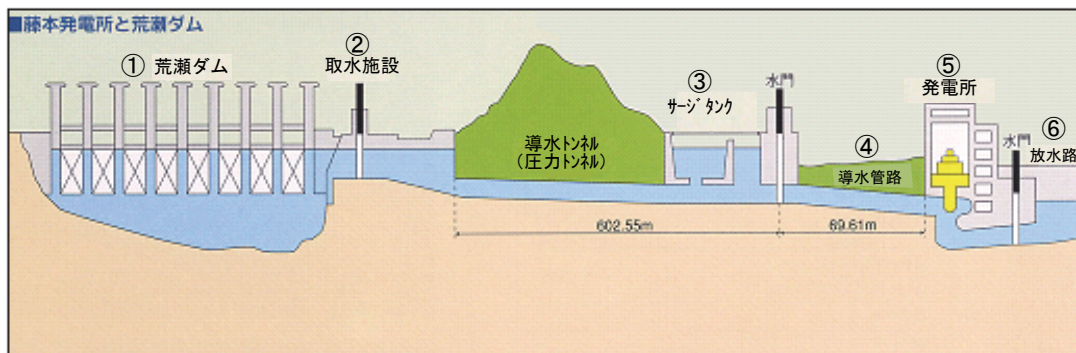 ■藤本発電所と荒瀬ダム
① 荒瀬ダム
②
取水施設
導水トンネル
(圧力トンネル)
③
サージタンク
水門
④
導水管路
⑤
発電所
水門
⑥
放水路
602.55m
69.61m